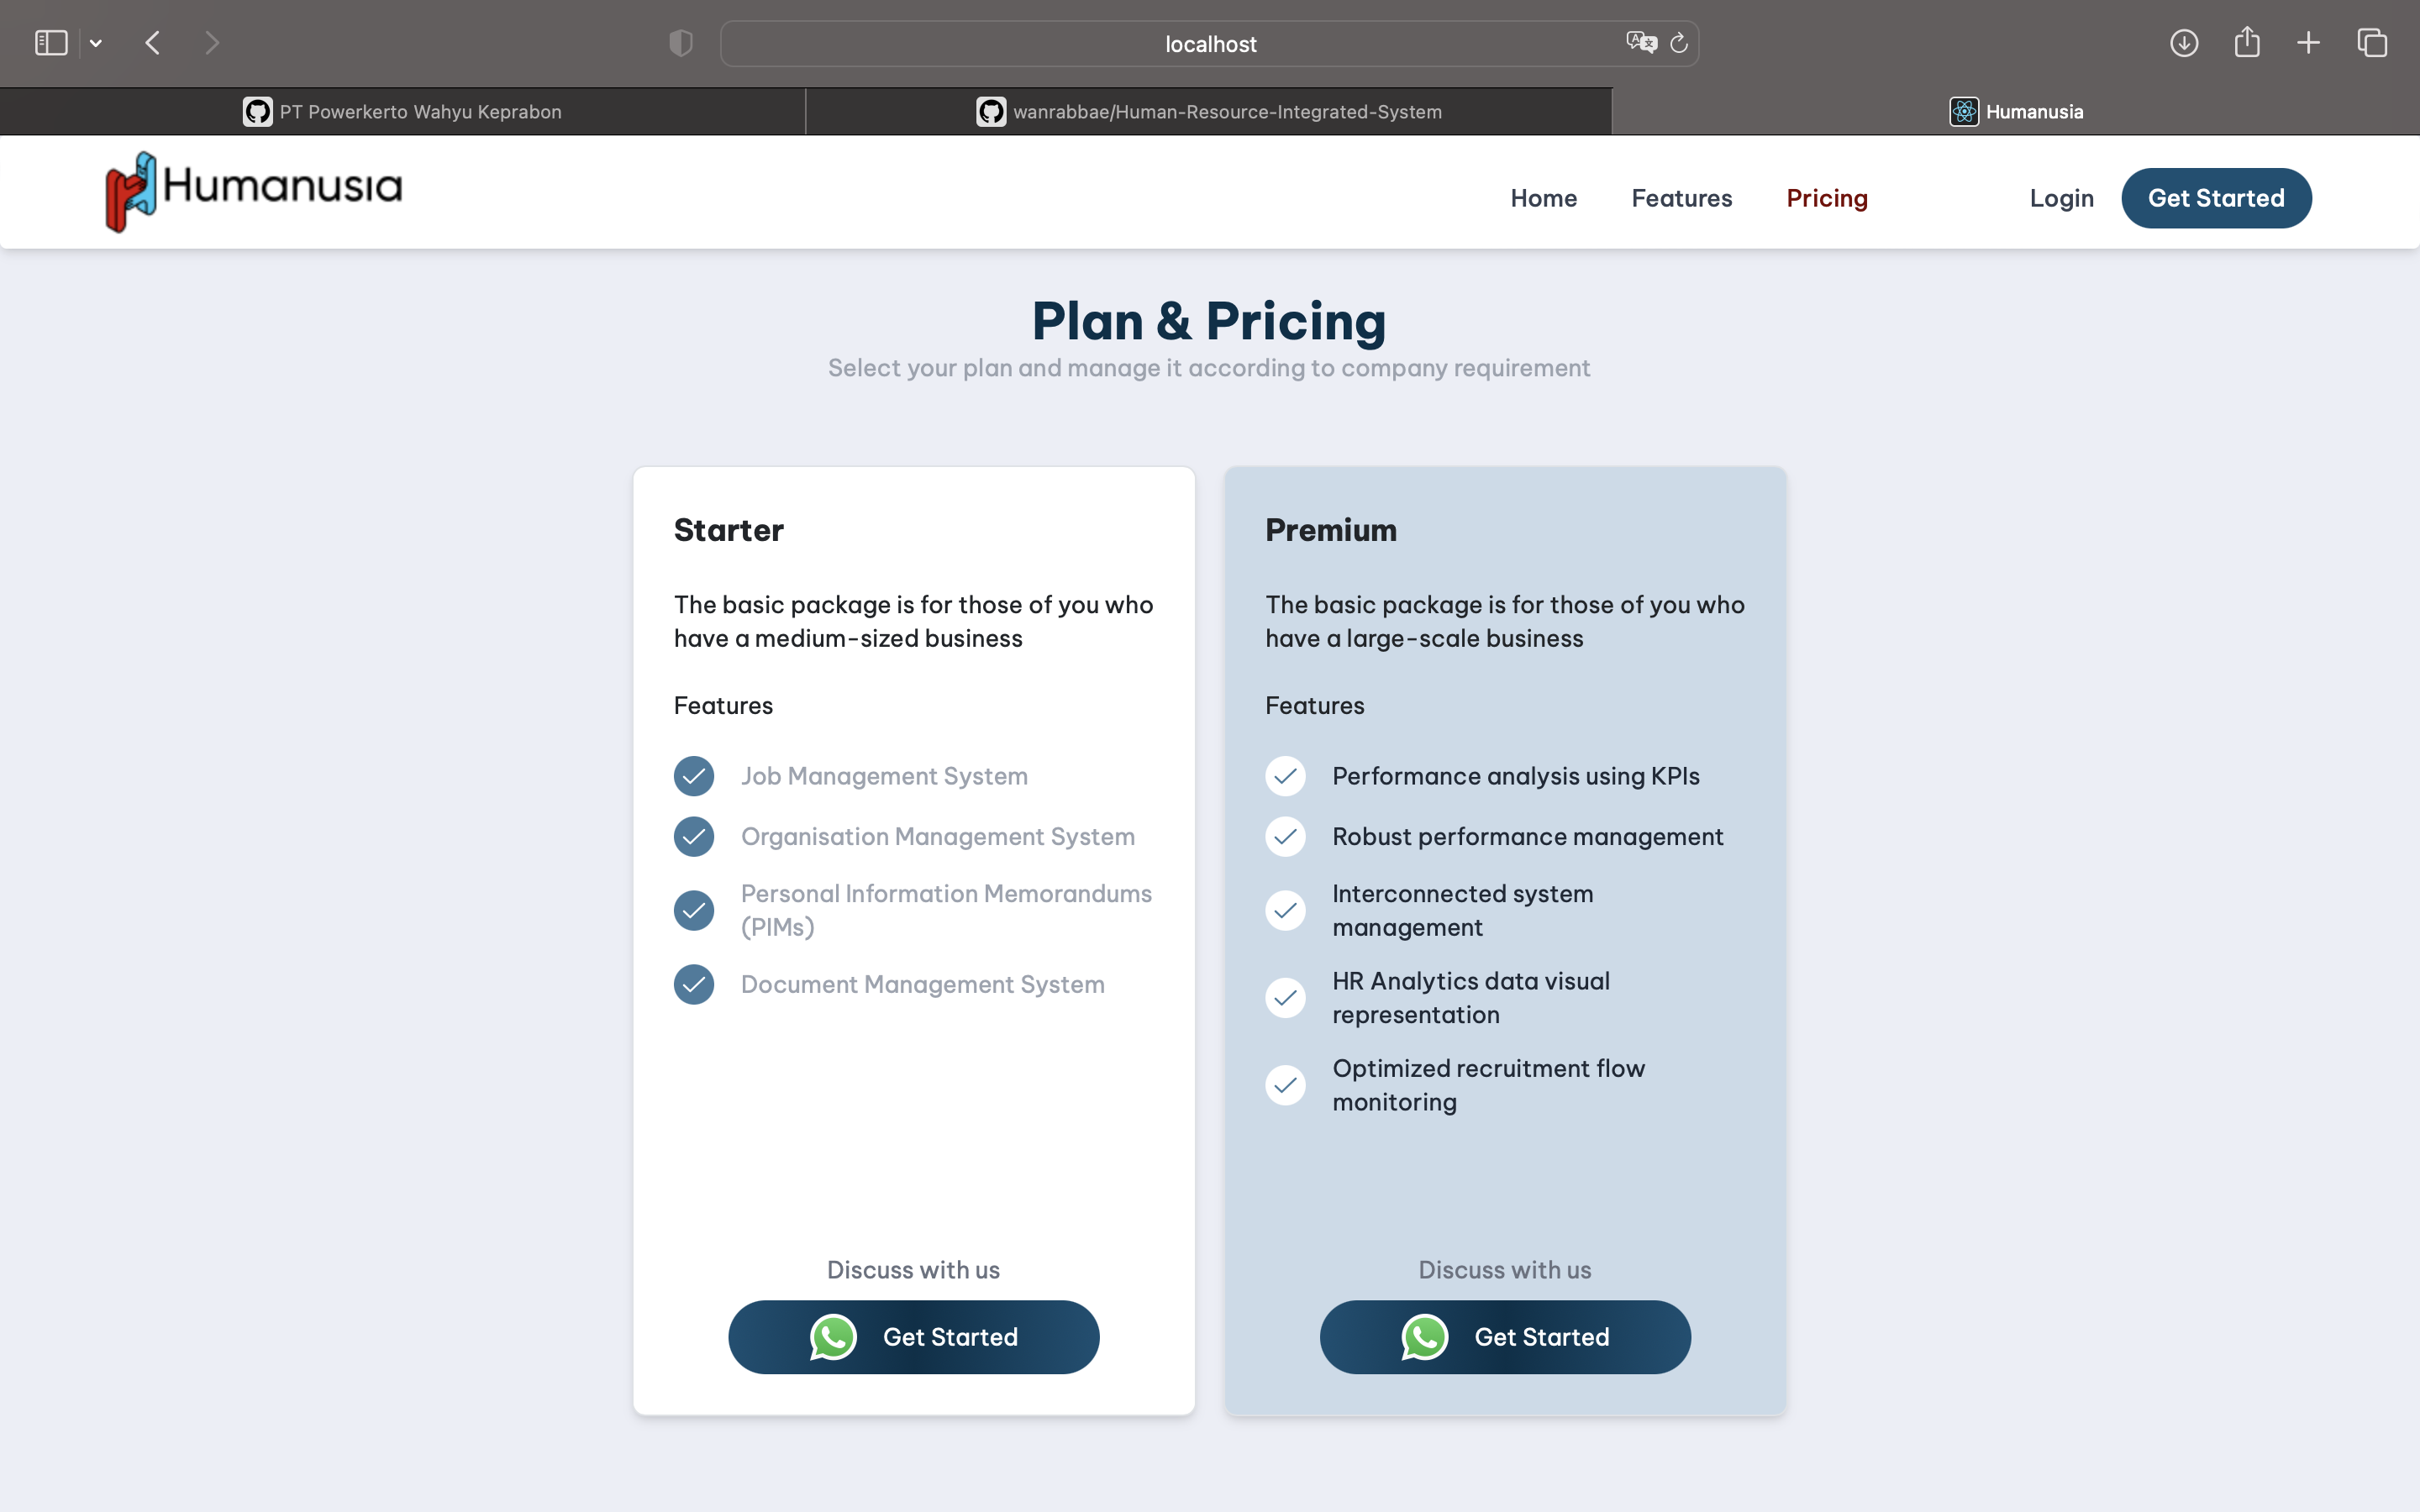 localhost
PT Powerkerto Wahyu Keprabon
wanrabbae/Human-Resource-Integrated-System
Humanusia
Humanusia
Home
Features
Pricing
Login
Get Started
Plan & Pricing
Select your plan and manage it according to company requirement
Starter
The basic package is for those of you who
have a medium-sized business
Features
Job Management System
Organisation Management System
Personal Information Memorandums
(PIMs)
Document Management System
Discuss with us
Get Started
Premium
The basic package is for those of you who
have a large-scale business
Features
Performance analysis using KPIs
Robust performance management
Interconnected system
management
HR Analytics data visual
representation
Optimized recruitment flow
monitoring
Discuss with us
Get Started